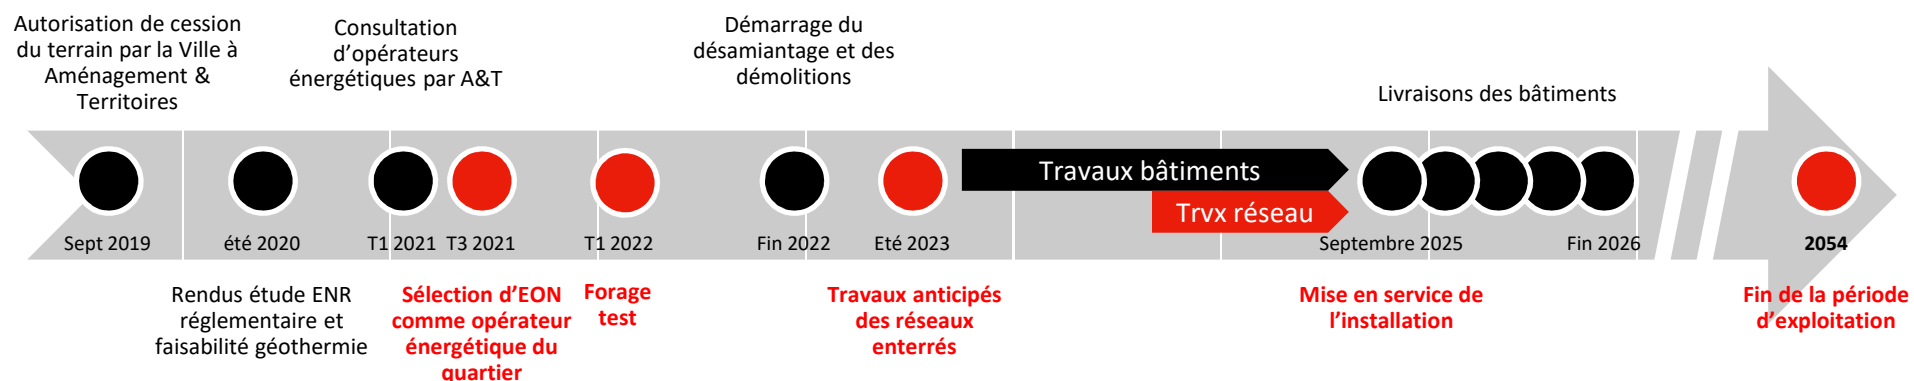 Autorisation de cession
du terrain par la Ville à
Aménagement &
Territoires
Consultation
d’opérateurs
énergétiques par A&T
Démarrage du
désamiantage et des
démolitions
Livraisons des bâtiments
Travaux bâtiments
Trvx réseau
Sept 2019
été 2020
T1 2021
T3 2021
T1 2022
Fin 2022
Eté 2023
Septembre 2025
Fin 2026
2054
Rendus étude ENR
réglementaire et
faisabilité géothermie
Sélection d’EON
comme opérateur
énergétique du
quartier
Forage
test
Travaux anticipés
des réseaux
enterrés
Mise en service de
l’installation
Fin de la période
d’exploitation